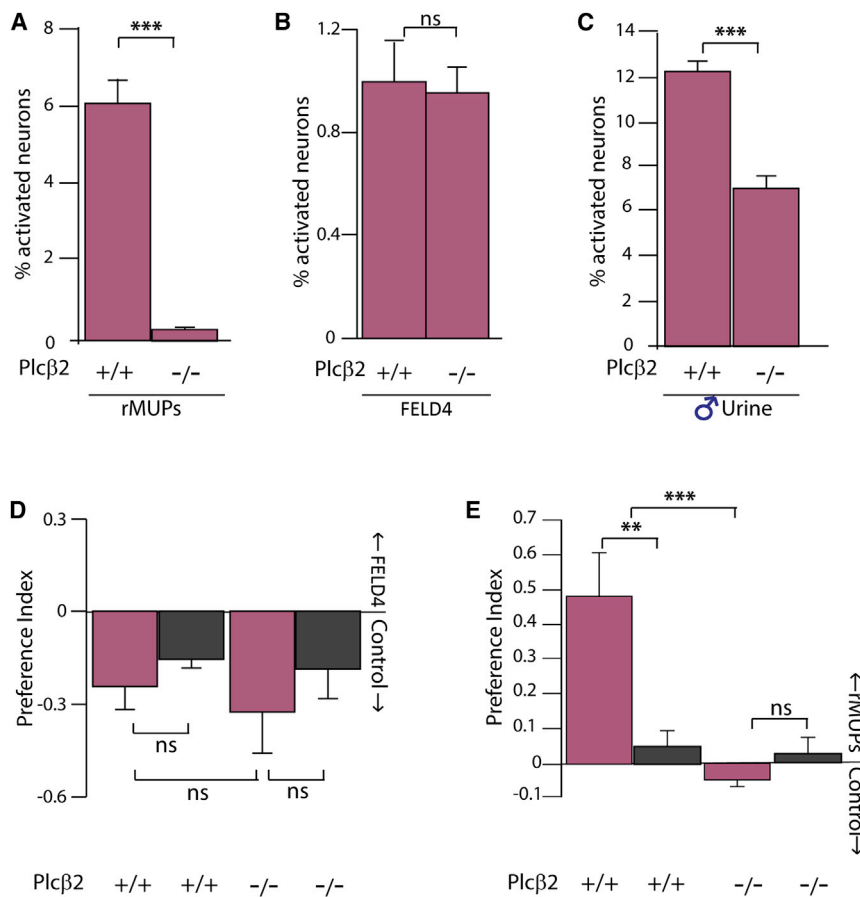 A
% activated neurons
8
6
4
2
0
***
Plcβ2
+/+
-/-
rMUPs
B
% activated neurons
1.2
0.8
0.4
0
ns
Plcβ2
+/+
-/-
FELD4
C
% activated neurons
14
12
10
8
6
4
2
0
***
Plcβ2
+/+
-/-
♂ Urine
D
Preference Index
0.3
0
-0.3
-0.6
ns
ns
ns
← FELD4 Control →
Plcβ2
+/+
+/+
-/-
-/-
E
Preference Index
0.7
0.6
0.5
0.4
0.3
0.2
0.1
0
-0.1
***
**
ns
← rMUPs Control →
Plcβ2
+/+
+/+
-/-
-/-